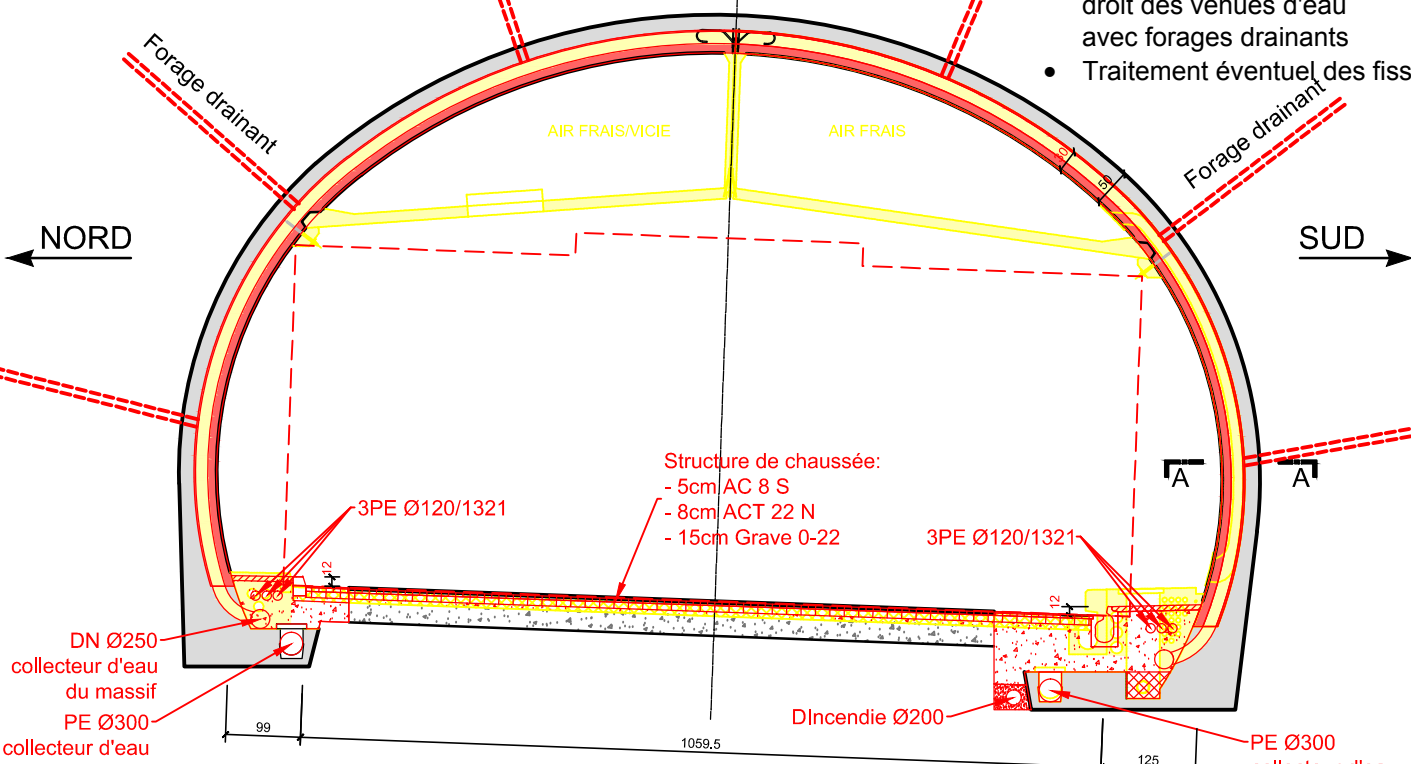 droit des venues d'eau
avec forages drainants
• Traitement éventuel des fiss
Forage drainant
Forage drainant
AIR FRAIS/VICIE
AIR FRAIS
30
50
NORD
SUD
Structure de chaussée:
- 5cm AC 8 S
- 8cm ACT 22 N
- 15cm Grave 0-22
A
A
3PE Ø120/1321
3PE Ø120/1321
12
12
DN Ø250
collecteur d'eau
du massif
PE Ø300
collecteur d'eau
DIncendie Ø200
PE Ø300
99
1059.5
125